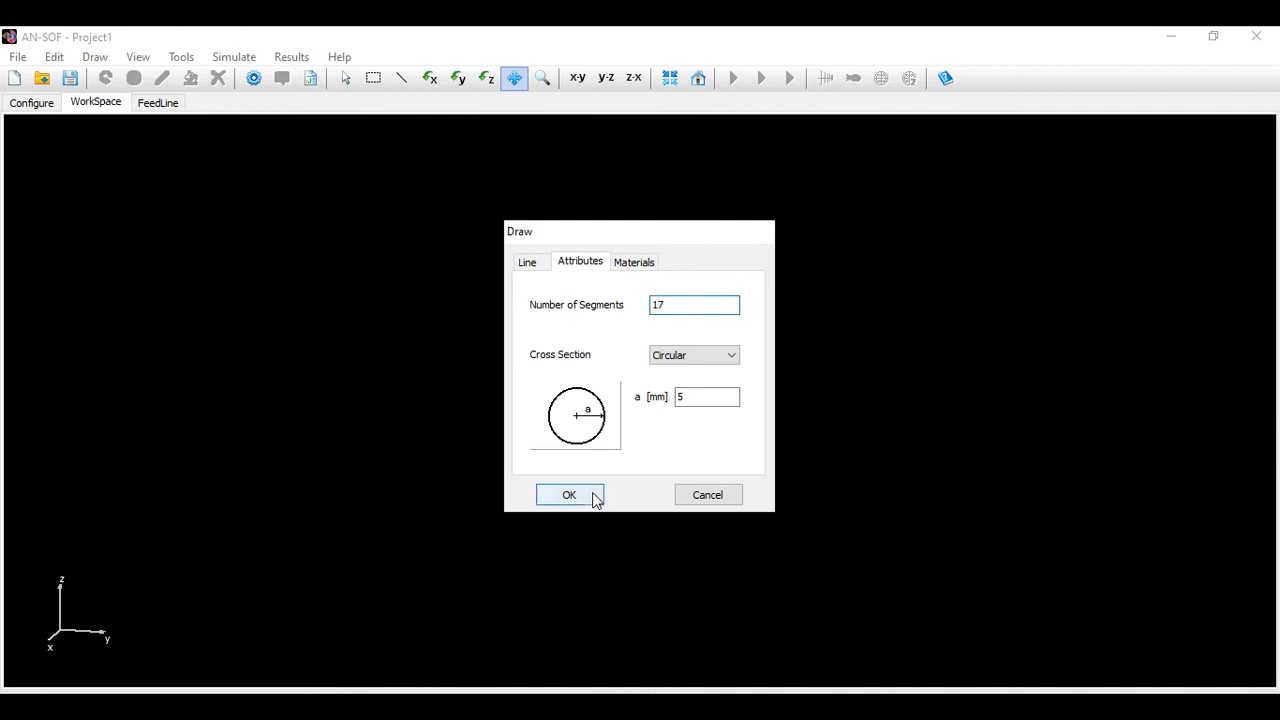 AN-SOF - Project1
File Edit Draw View Tools Simulate Results Help
x y z x-y y-z z-x
Configure WorkSpace FeedLine
Draw
Line Attributes Materials
Number of Segments 17
Cross Section Circular
a [mm] 5
a
OK Cancel
z
y
x